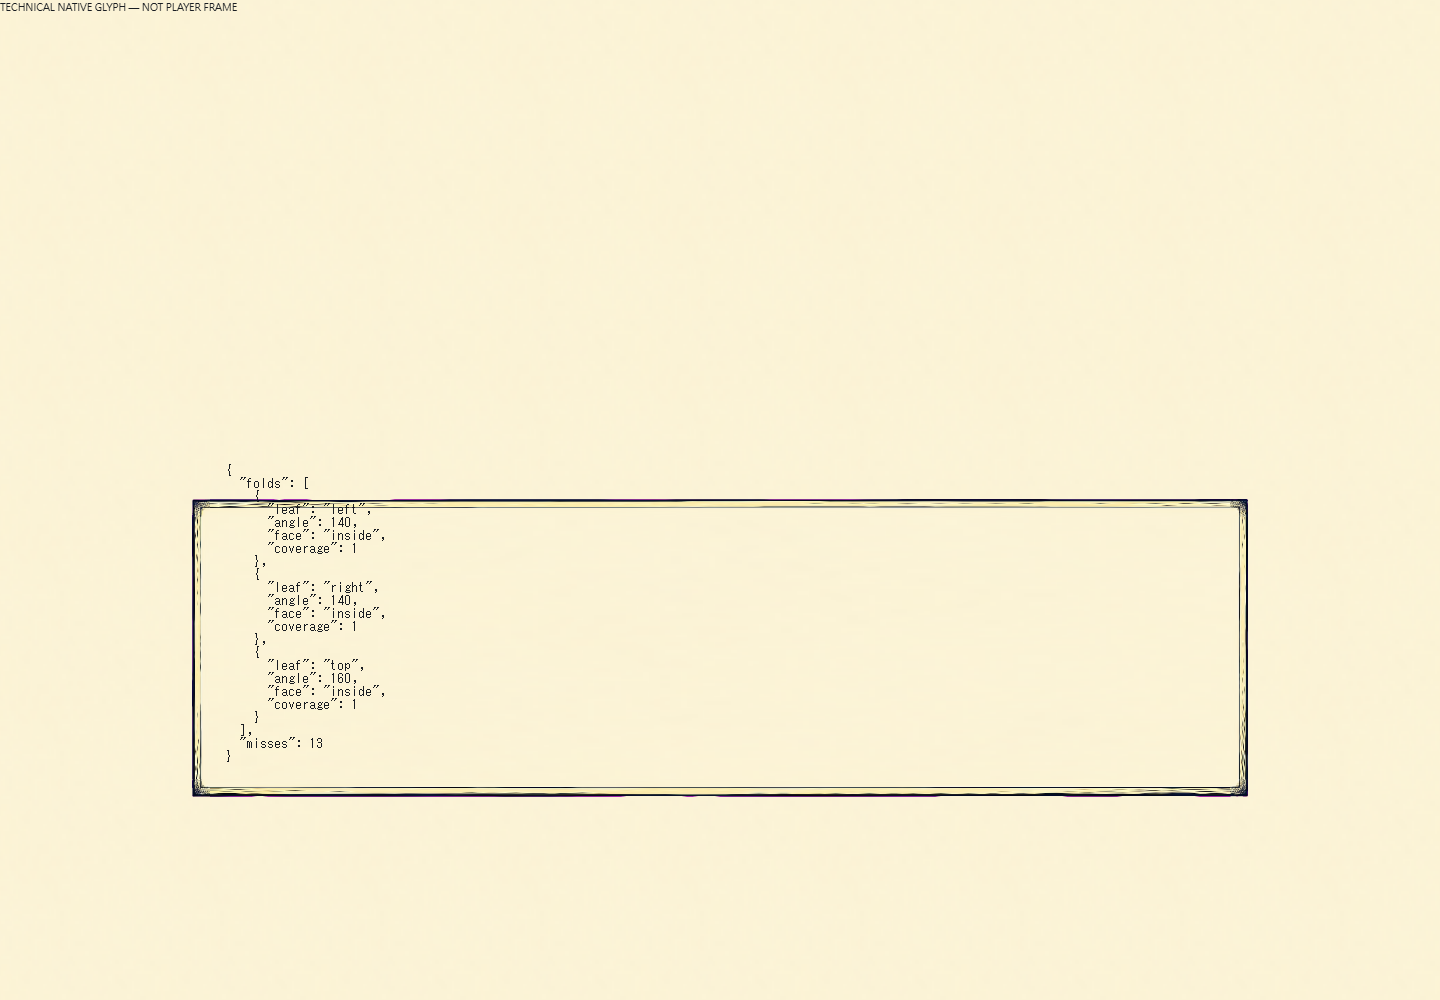 TECHNICAL NATIVE GLYPH — NOT PLAYER FRAME
{
  "folds": [
    {
      "leaf": "left",
      "angle": 140,
      "face": "inside",
      "coverage": 1
    },
    {
      "leaf": "right",
      "angle": 140,
      "face": "inside",
      "coverage": 1
    },
    {
      "leaf": "top",
      "angle": 160,
      "face": "inside",
      "coverage": 1
    }
  ],
  "misses": 13
}